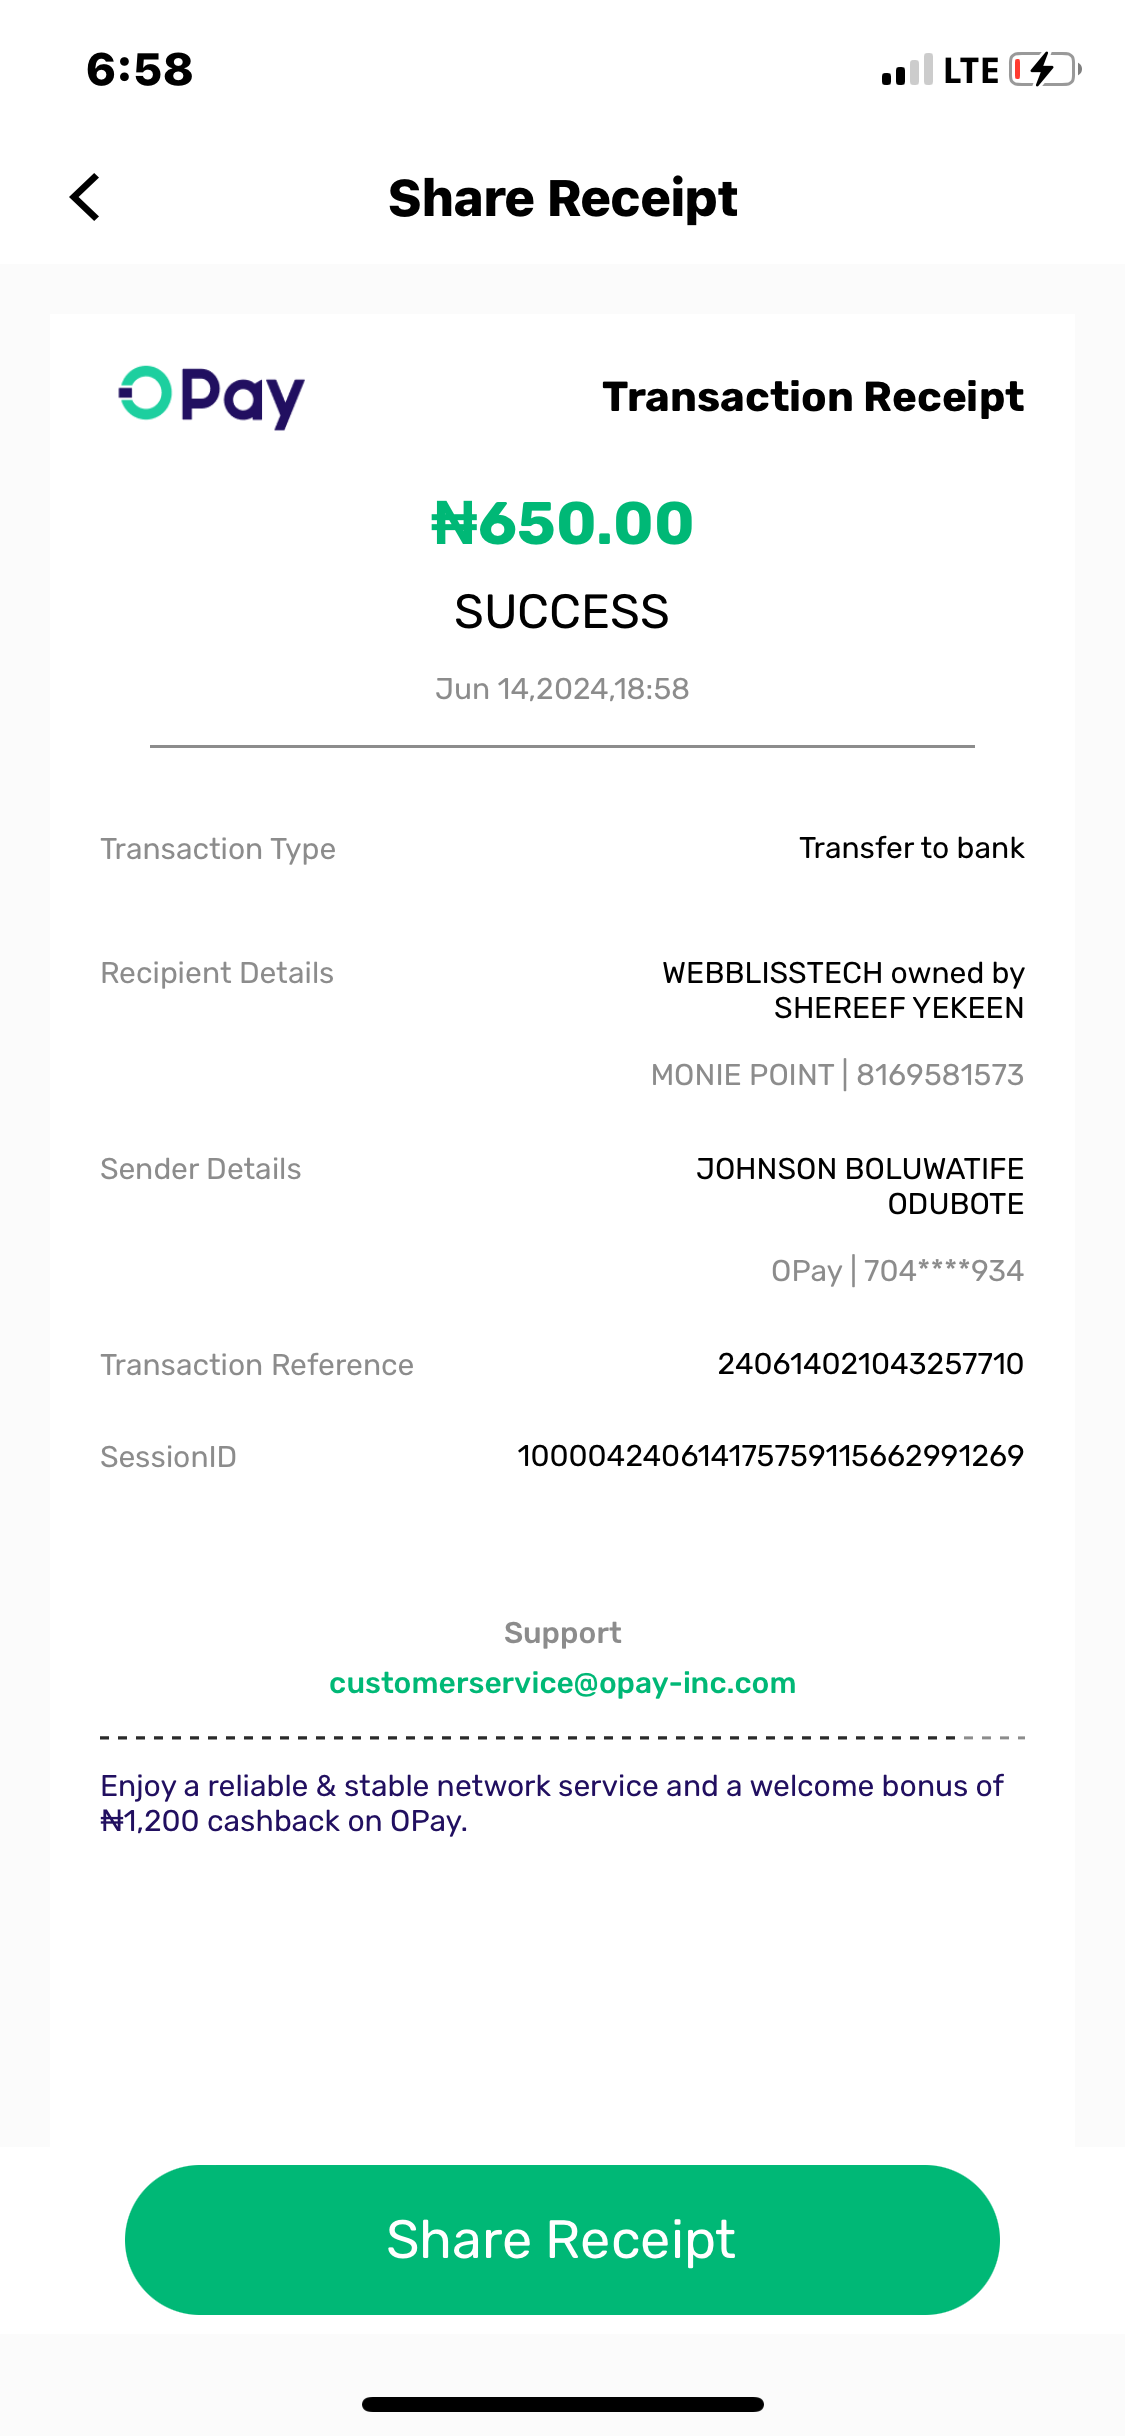 6:58
LTE
Share Receipt
OPay
Transaction Receipt
₦650.00
SUCCESS
Jun 14,2024,18:58
Transaction Type
Transfer to bank
Recipient Details
WEBBLISSTECH owned by
SHEREEF YEKEEN
MONIE POINT | 8169581573
Sender Details
JOHNSON BOLUWATIFE
ODUBOTE
OPay | 704****934
Transaction Reference
240614021043257710
SessionID
100004240614175759115662991269
Support
customerservice@opay-inc.com
Enjoy a reliable & stable network service and a welcome bonus of
₦1,200 cashback on OPay.
Share Receipt